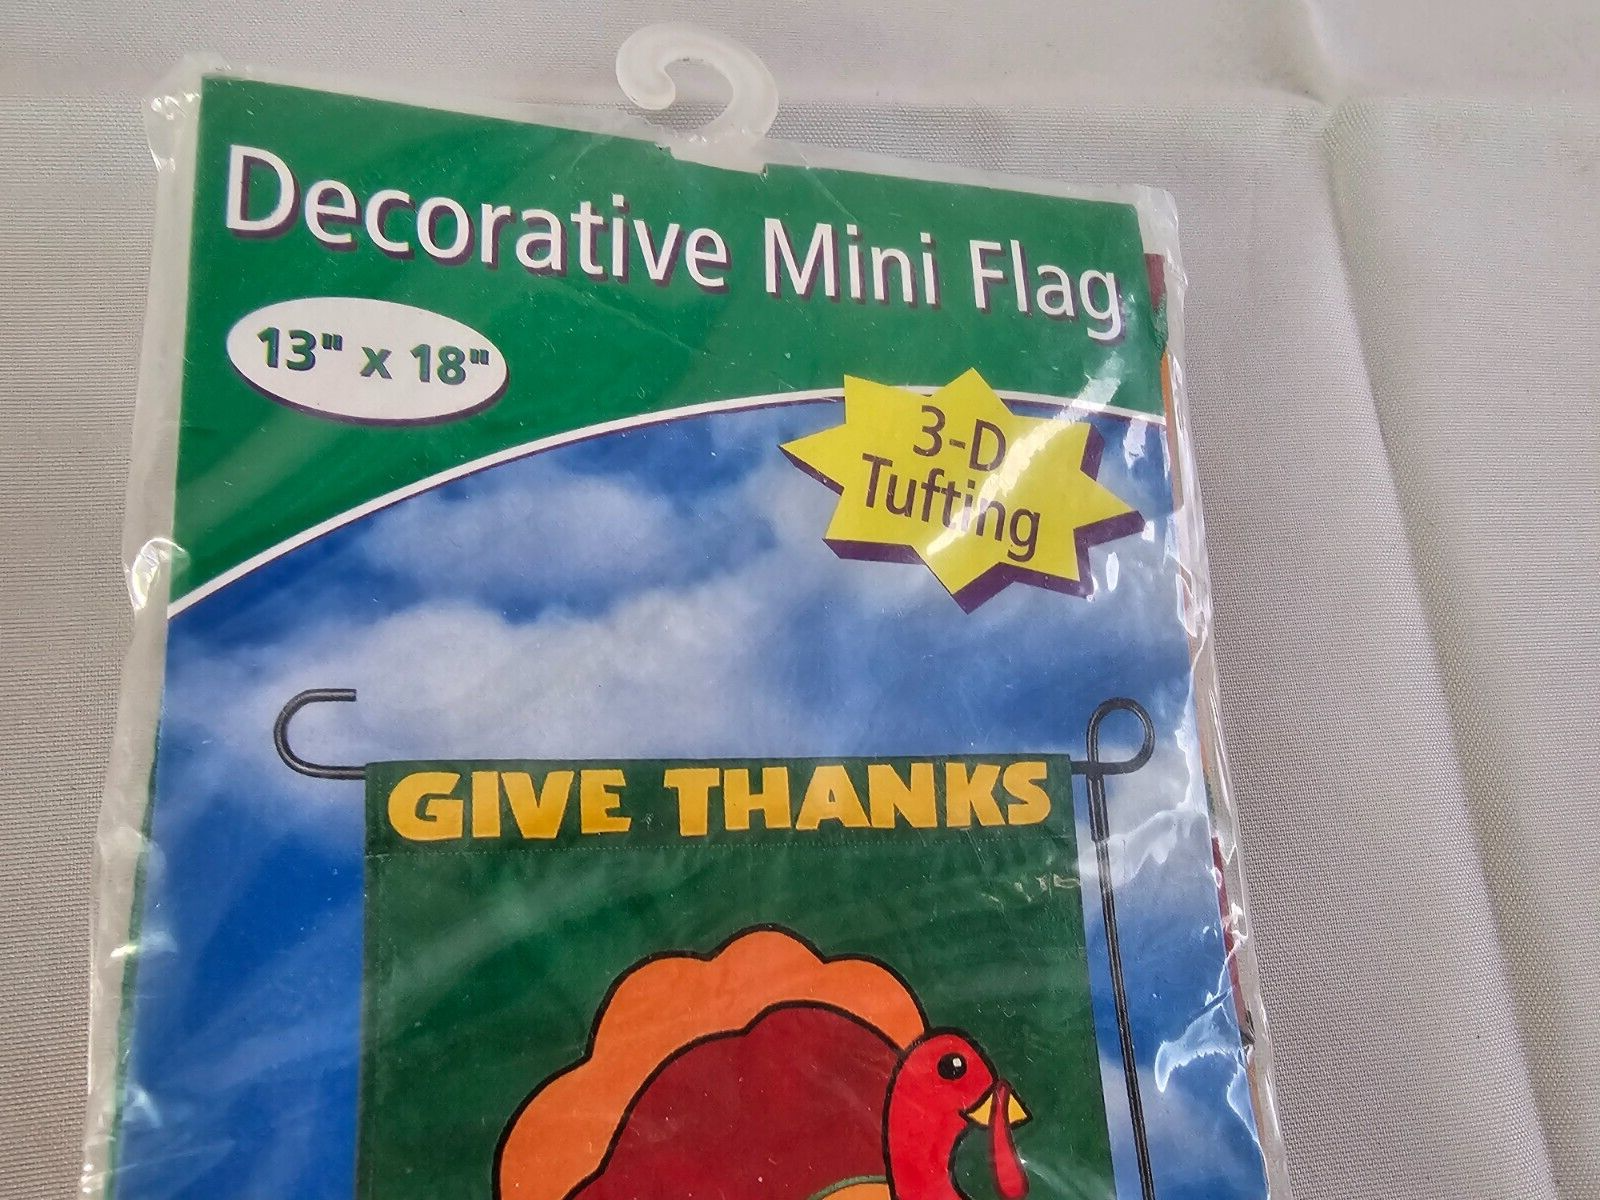 Decorative Mini Flag
13" x 18"
3-D
Tufting
GIVE THANKS